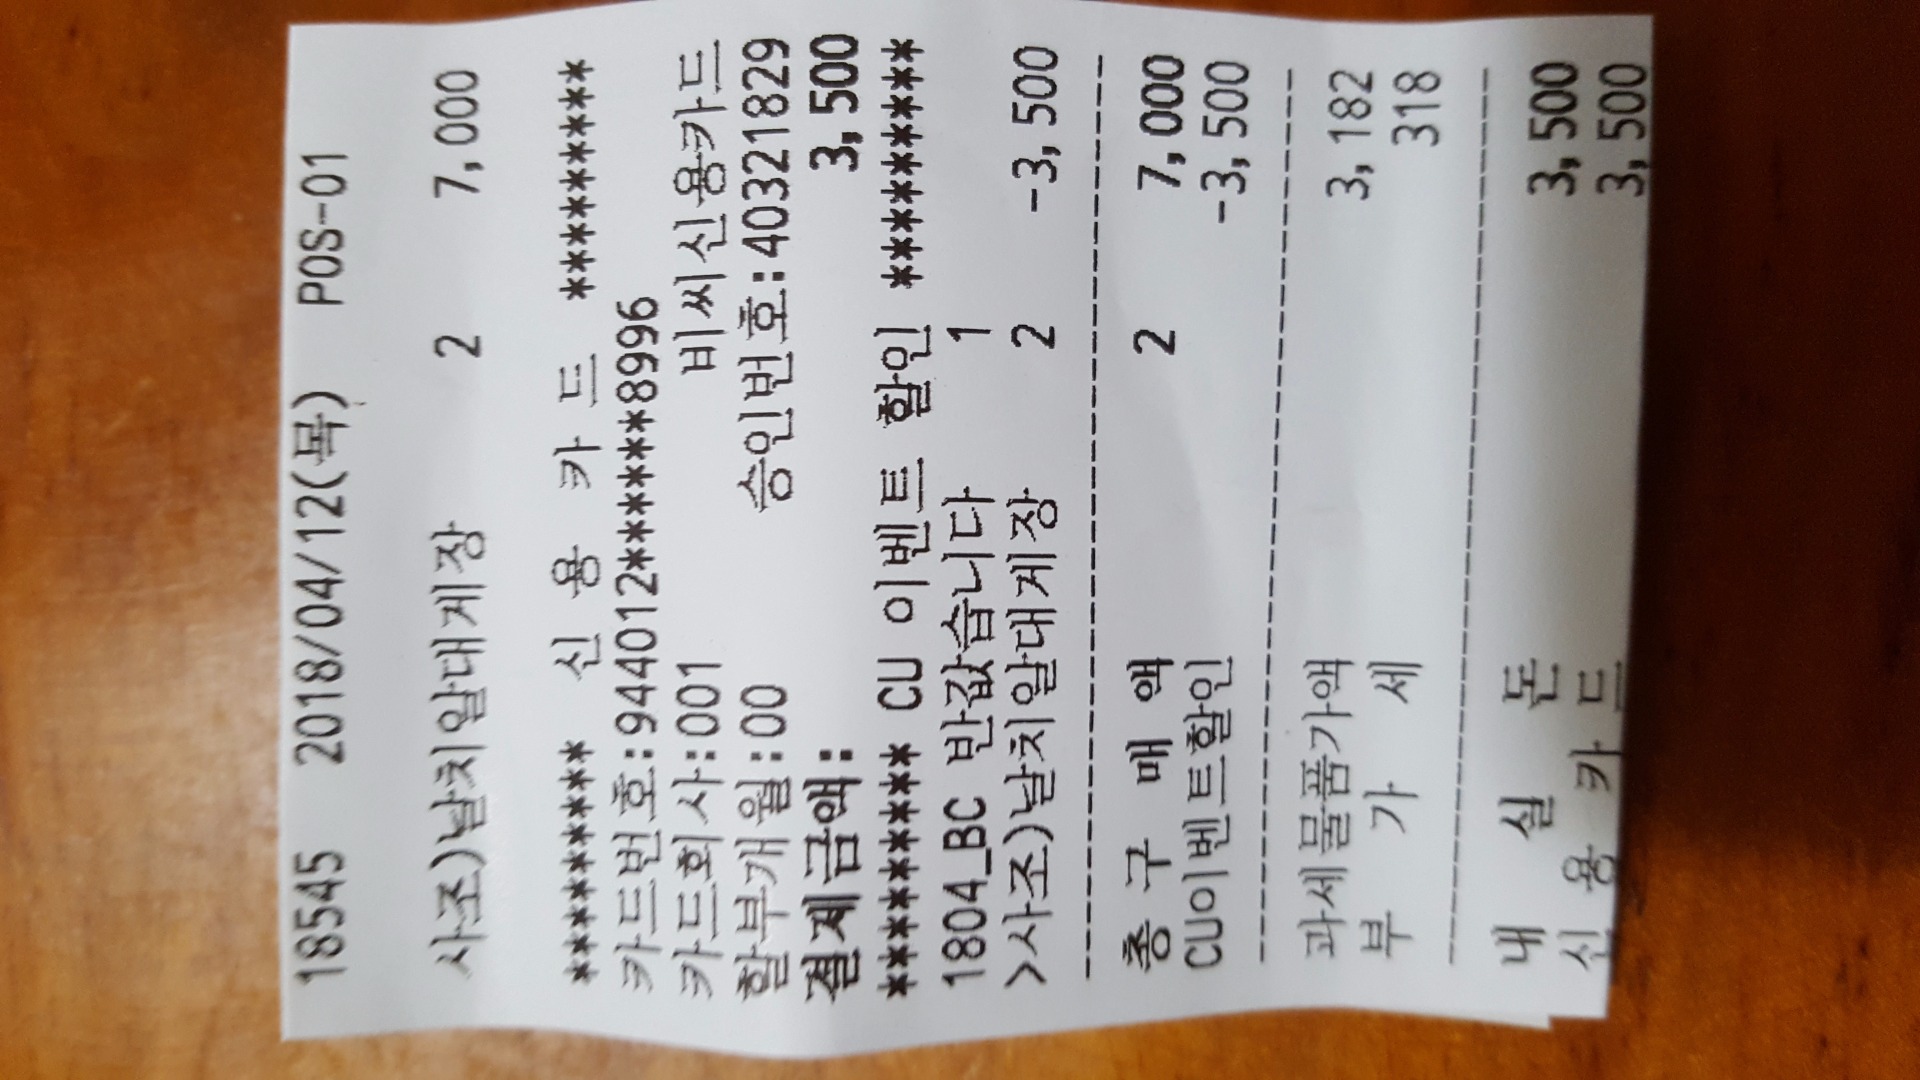 18545 2018/04/12(목) POS-01
사조)날치알대게장 2 7,000
********* 신 용 카 드 *********
카드번호:944012******8996
카드회사:001 비씨신용카드
할부개월:00 승인번호:40321829
결제금액: 3,500
********* CU 이벤트 할인 *********
1804_BC 반값습니다 1
>사조)날치알대게장 2 -3,500
총 구 매 액 2 7,000
CU이벤트할인 -3,500
과세물품가액 3,182
부 가 세 318
내 실 돈 3,500
신 용 카 드 3,500